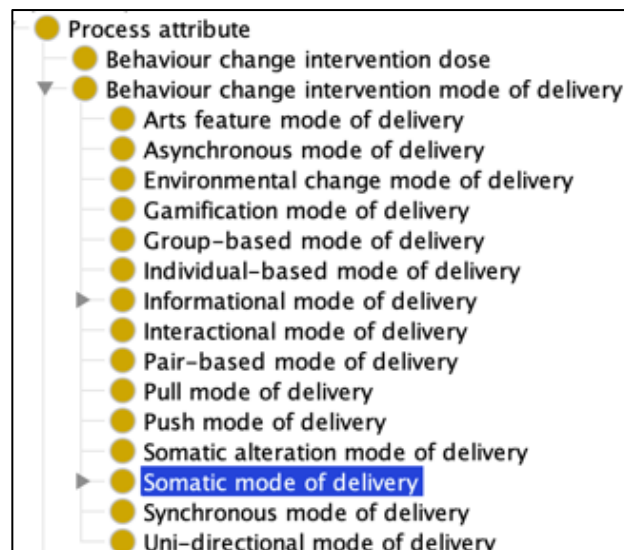 Process attribute
Behaviour change intervention dose
Behaviour change intervention mode of delivery
Arts feature mode of delivery
Asynchronous mode of delivery
Environmental change mode of delivery
Gamification mode of delivery
Group-based mode of delivery
Individual-based mode of delivery
Informational mode of delivery
Interactional mode of delivery
Pair-based mode of delivery
Pull mode of delivery
Push mode of delivery
Somatic alteration mode of delivery
Somatic mode of delivery
Synchronous mode of delivery
Uni-directional mode of delivery